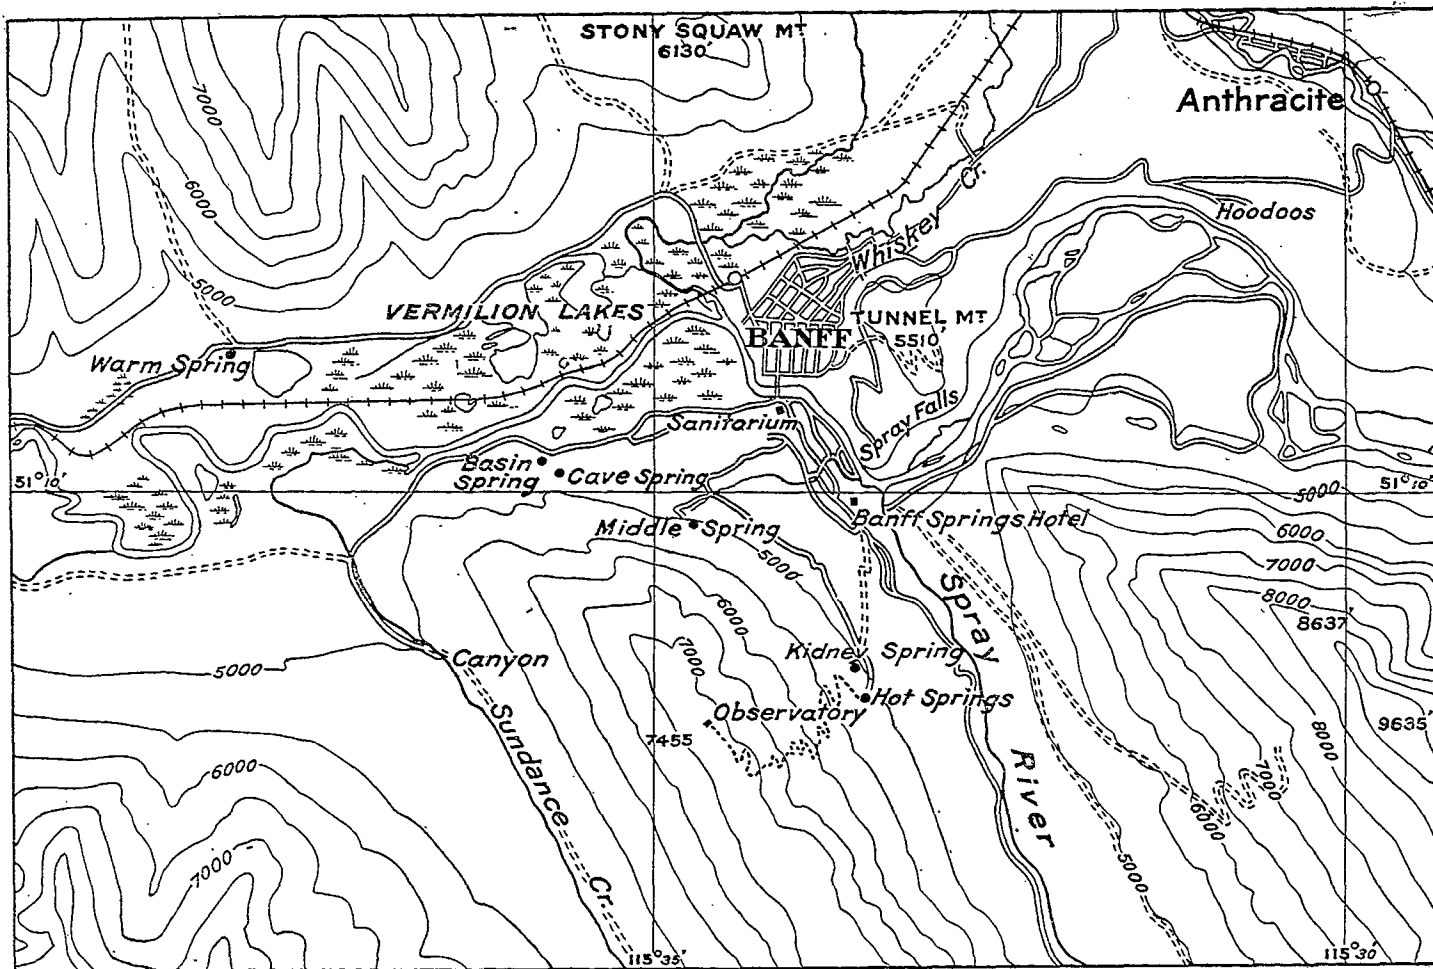 STONY SQUAW MT
6130'
Anthracite
7000
6000
5000
Cr.
Whiskey
Hoodoos
VERMILION LAKES
TUNNEL MT
5510'
BANFF
Warm Spring
Spray Falls
Sanitarium
Basin
Spring
Cave Spring
51°10'
51°10'
5000
Middle Spring
Banff Springs Hotel
5000
6000
7000
8000
8637'
6000
7000
Spray
5000
Canyon
Kidney Spring
Hot Springs
Observatory
7455
Sundance
River
8000
9635'
7000
6000
6000
7000
5000
Cr.
115°35'
115°30'